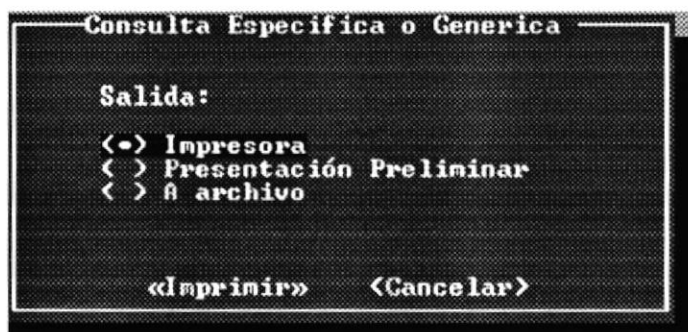 Consulta Especifica o Generica
Salida:
(•) Impresora
( ) Presentación Preliminar
( ) A archivo
«Imprimir» <Cancelar>